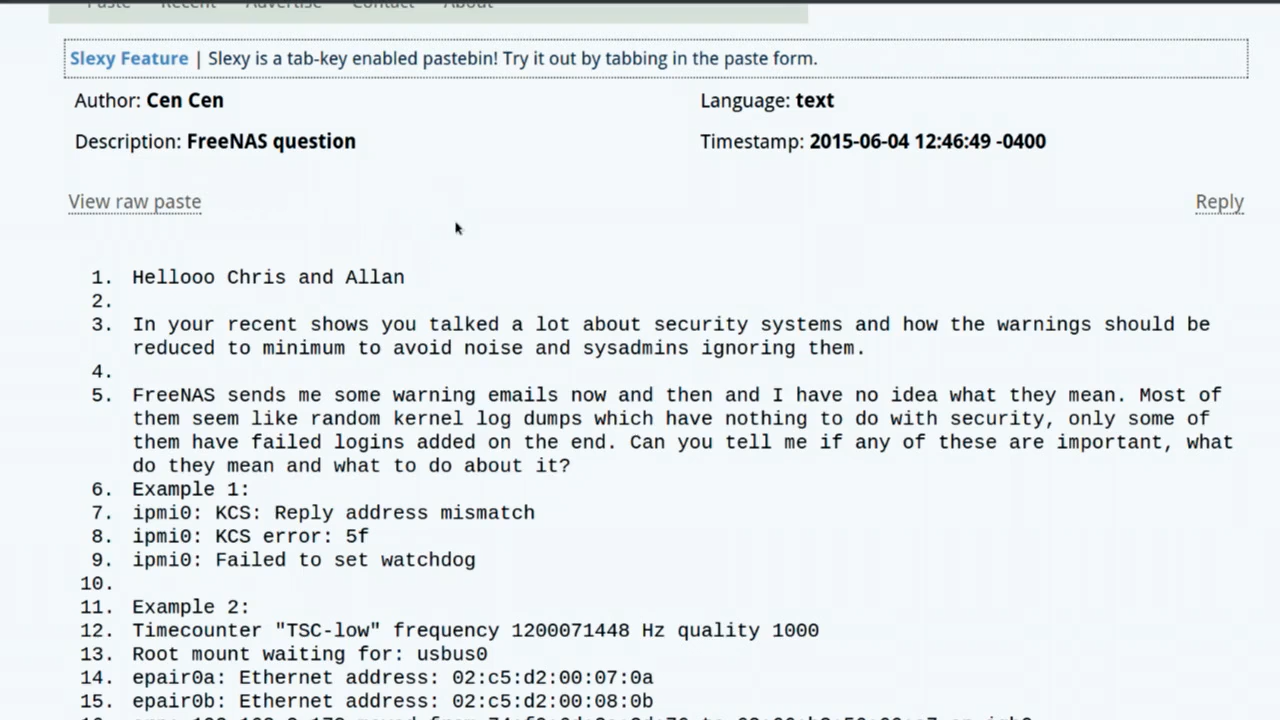 Paste Recent Advertise Contact About
Slexy Feature | Slexy is a tab-key enabled pastebin! Try it out by tabbing in the paste form.
Author: Cen Cen
Language: text
Description: FreeNAS question
Timestamp: 2015-06-04 12:46:49 -0400
View raw paste
Reply
1. Hellooo Chris and Allan
2.
3. In your recent shows you talked a lot about security systems and how the warnings should be
reduced to minimum to avoid noise and sysadmins ignoring them.
4.
5. FreeNAS sends me some warning emails now and then and I have no idea what they mean. Most of
them seem like random kernel log dumps which have nothing to do with security, only some of
them have failed logins added on the end. Can you tell me if any of these are important, what
do they mean and what to do about it?
6. Example 1:
7. ipmi0: KCS: Reply address mismatch
8. ipmi0: KCS error: 5f
9. ipmi0: Failed to set watchdog
10.
11. Example 2:
12. Timecounter "TSC-low" frequency 1200071448 Hz quality 1000
13. Root mount waiting for: usbus0
14. epair0a: Ethernet address: 02:c5:d2:00:07:0a
15. epair0b: Ethernet address: 02:c5:d2:00:08:0b